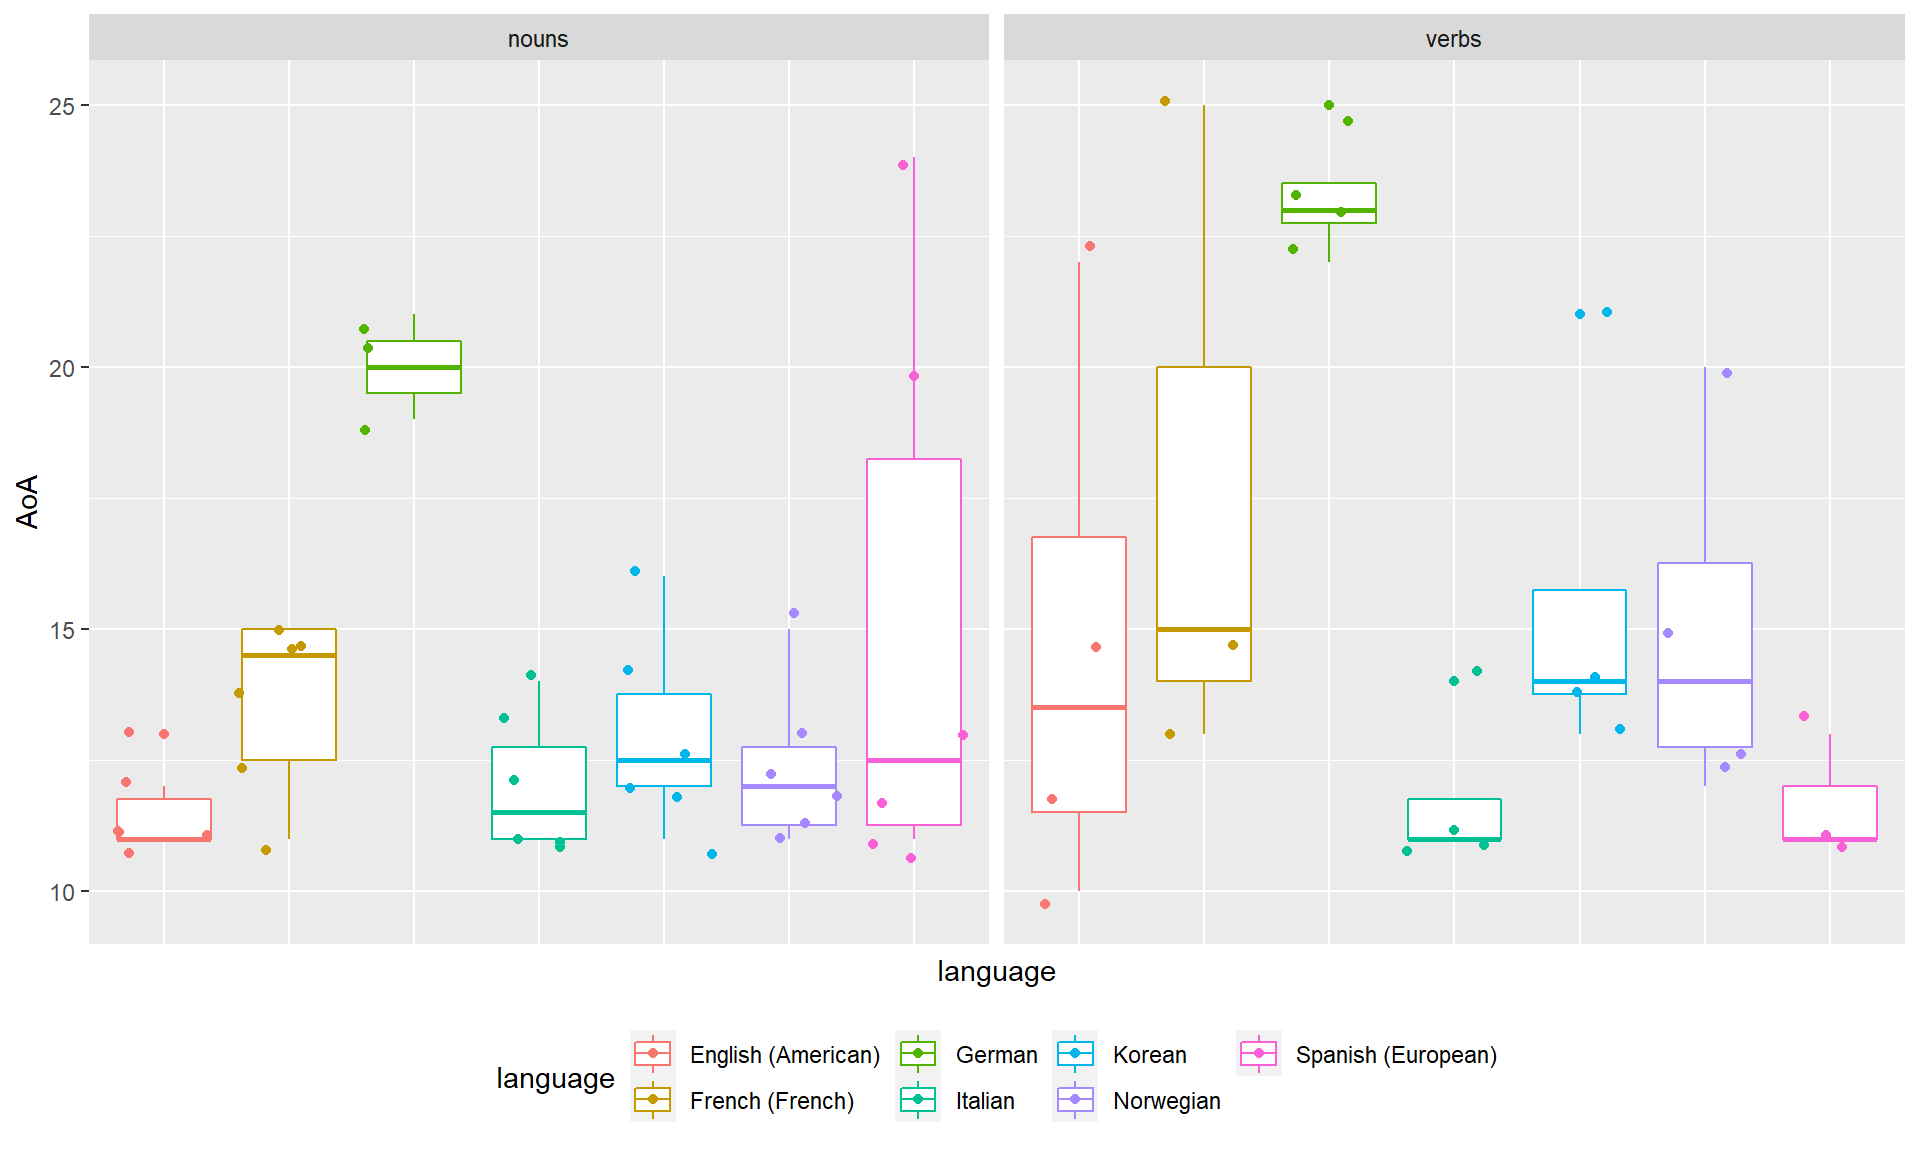 nouns verbs
25
20
15
10
AoA
language
language
English (American) German Korean Spanish (European)
French (French) Italian Norwegian